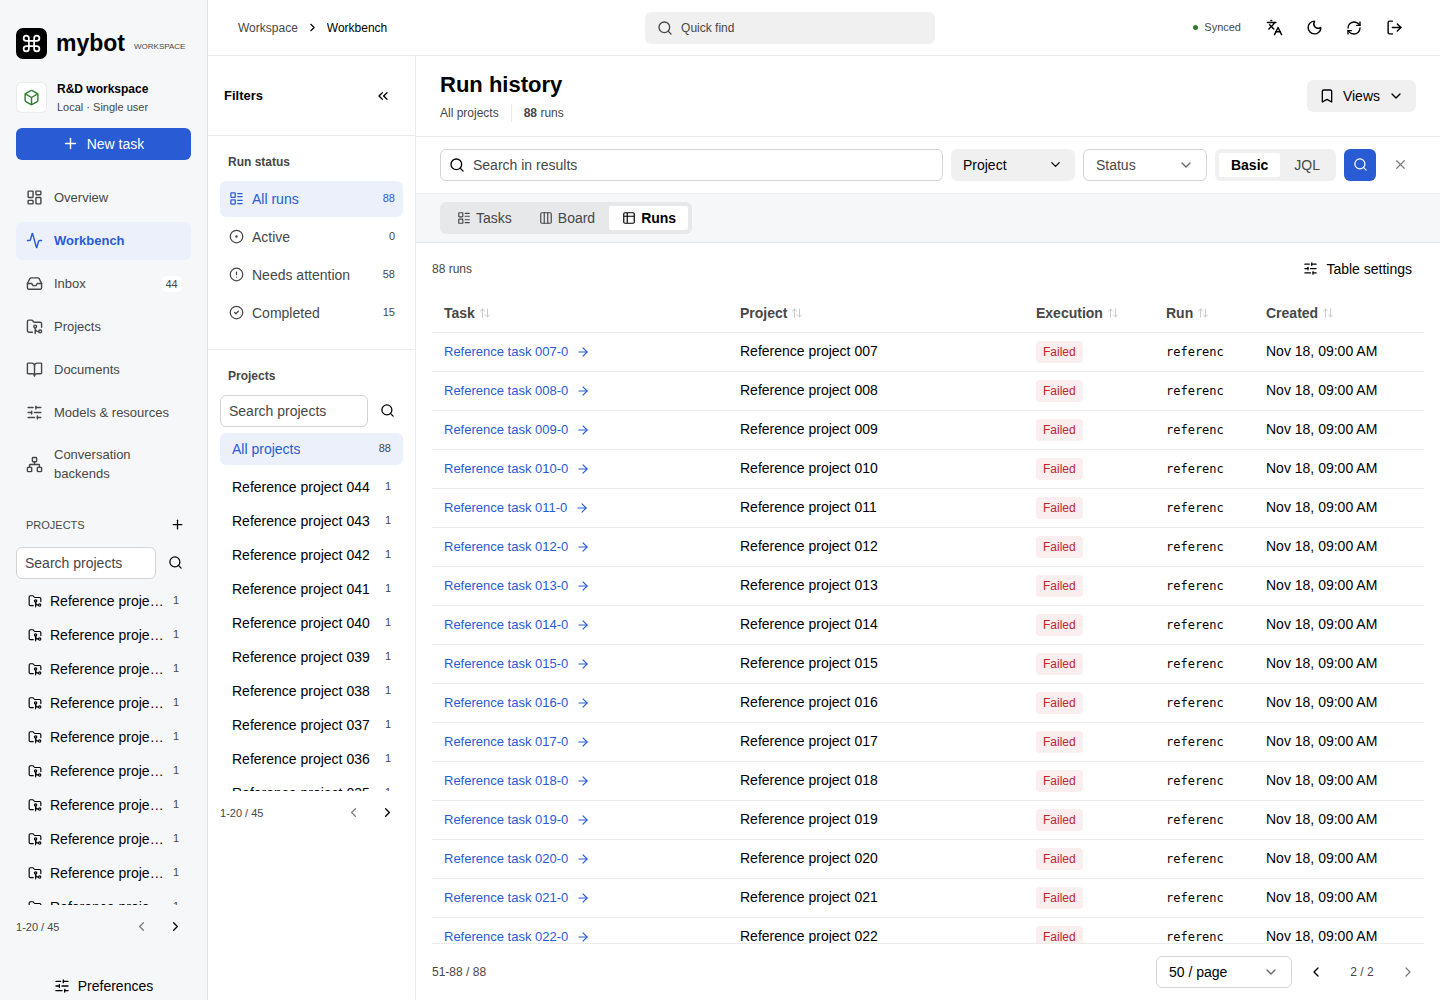 mybot WORKSPACE
R&D workspace
Local · Single user
New task
Overview
Workbench
Inbox 44
Projects
Documents
Models & resources
Conversation
backends
PROJECTS
Search projects
Reference proje… 1
Reference proje… 1
Reference proje… 1
Reference proje… 1
Reference proje… 1
Reference proje… 1
Reference proje… 1
Reference proje… 1
Reference proje… 1
1-20 / 45
Preferences
Workspace > Workbench
Quick find
Synced
Filters
Run status
All runs 88
Active 0
Needs attention 58
Completed 15
Projects
Search projects
All projects 88
Reference project 044 1
Reference project 043 1
Reference project 042 1
Reference project 041 1
Reference project 040 1
Reference project 039 1
Reference project 038 1
Reference project 037 1
Reference project 036 1
Reference project 035 1
1-20 / 45
Run history
All projects 88 runs
Views
Search in results Project Status Basic JQL
Tasks Board Runs
88 runs Table settings
Task Project Execution Run Created
Reference task 007-0 Reference project 007 Failed referenc Nov 18, 09:00 AM
Reference task 008-0 Reference project 008 Failed referenc Nov 18, 09:00 AM
Reference task 009-0 Reference project 009 Failed referenc Nov 18, 09:00 AM
Reference task 010-0 Reference project 010 Failed referenc Nov 18, 09:00 AM
Reference task 011-0 Reference project 011 Failed referenc Nov 18, 09:00 AM
Reference task 012-0 Reference project 012 Failed referenc Nov 18, 09:00 AM
Reference task 013-0 Reference project 013 Failed referenc Nov 18, 09:00 AM
Reference task 014-0 Reference project 014 Failed referenc Nov 18, 09:00 AM
Reference task 015-0 Reference project 015 Failed referenc Nov 18, 09:00 AM
Reference task 016-0 Reference project 016 Failed referenc Nov 18, 09:00 AM
Reference task 017-0 Reference project 017 Failed referenc Nov 18, 09:00 AM
Reference task 018-0 Reference project 018 Failed referenc Nov 18, 09:00 AM
Reference task 019-0 Reference project 019 Failed referenc Nov 18, 09:00 AM
Reference task 020-0 Reference project 020 Failed referenc Nov 18, 09:00 AM
Reference task 021-0 Reference project 021 Failed referenc Nov 18, 09:00 AM
Reference task 022-0 Reference project 022 Failed referenc Nov 18, 09:00 AM
51-88 / 88 50 / page 2 / 2